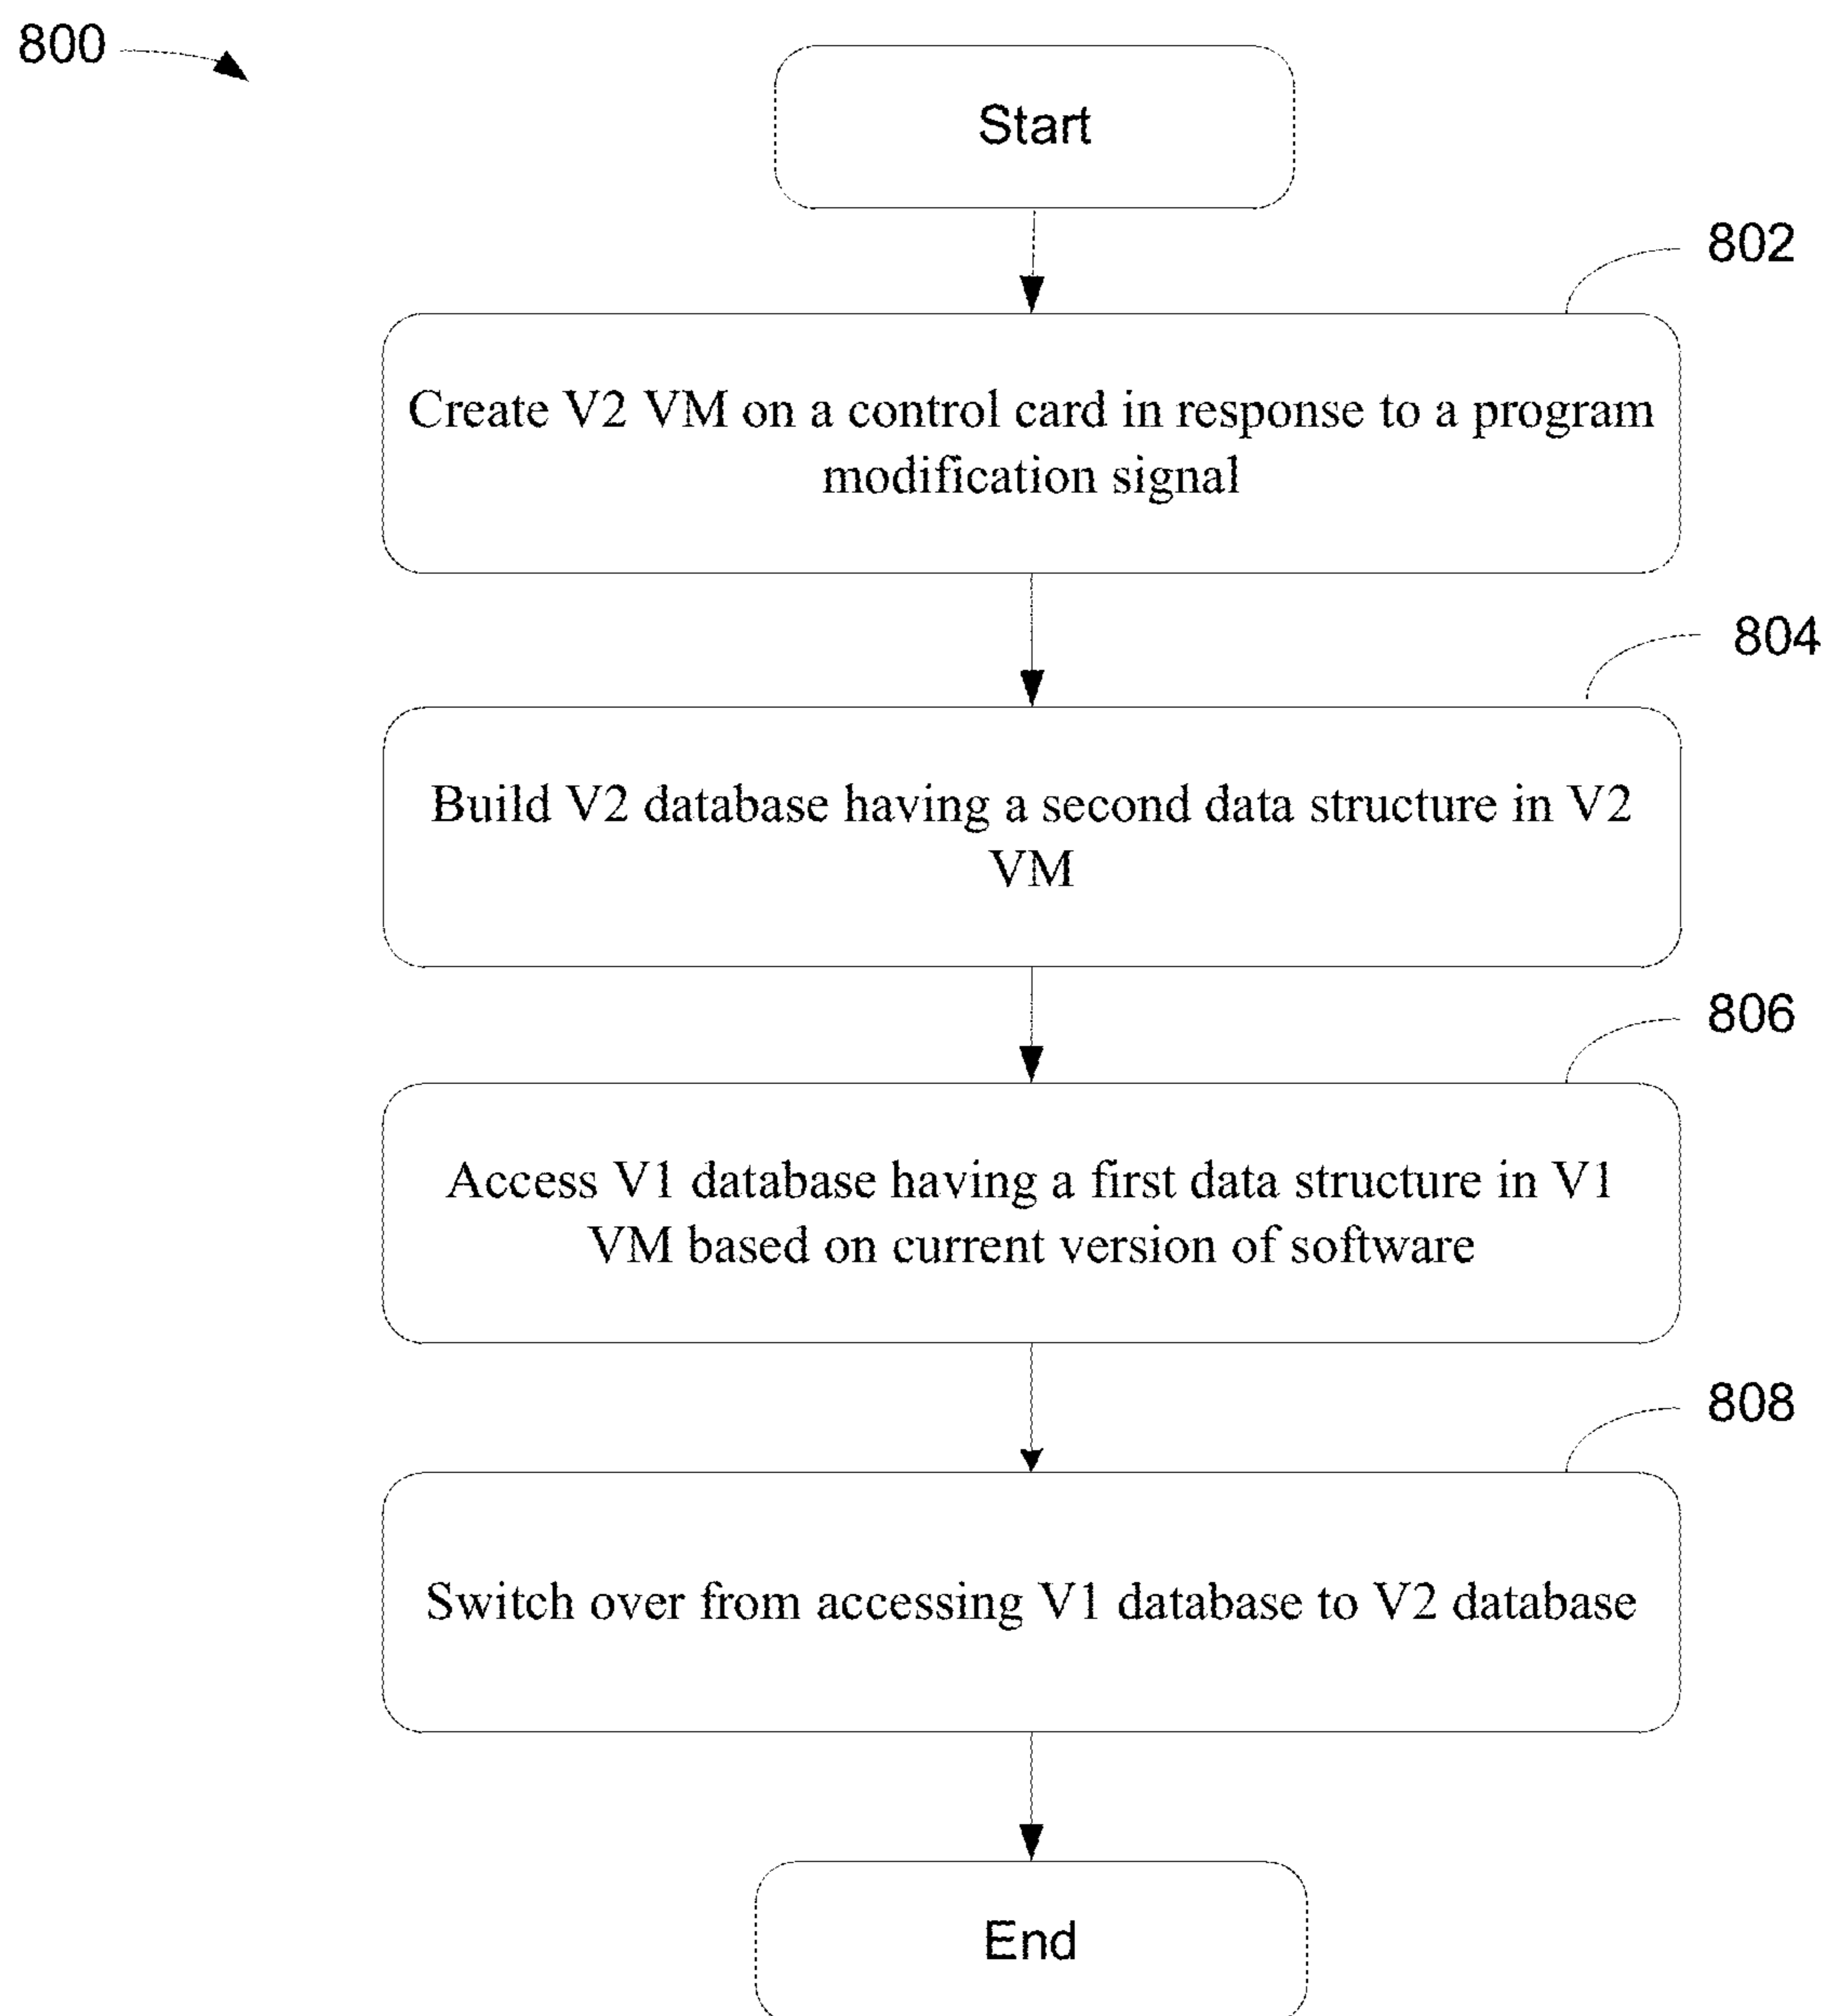 800
Start
802
Create V2 VM on a control card in response to a program
modification signal
804
Build V2 database having a second data structure in V2
VM
806
Access V1 database having a first data structure in V1
VM based on current version of software
808
Switch over from accessing V1 database to V2 database
End